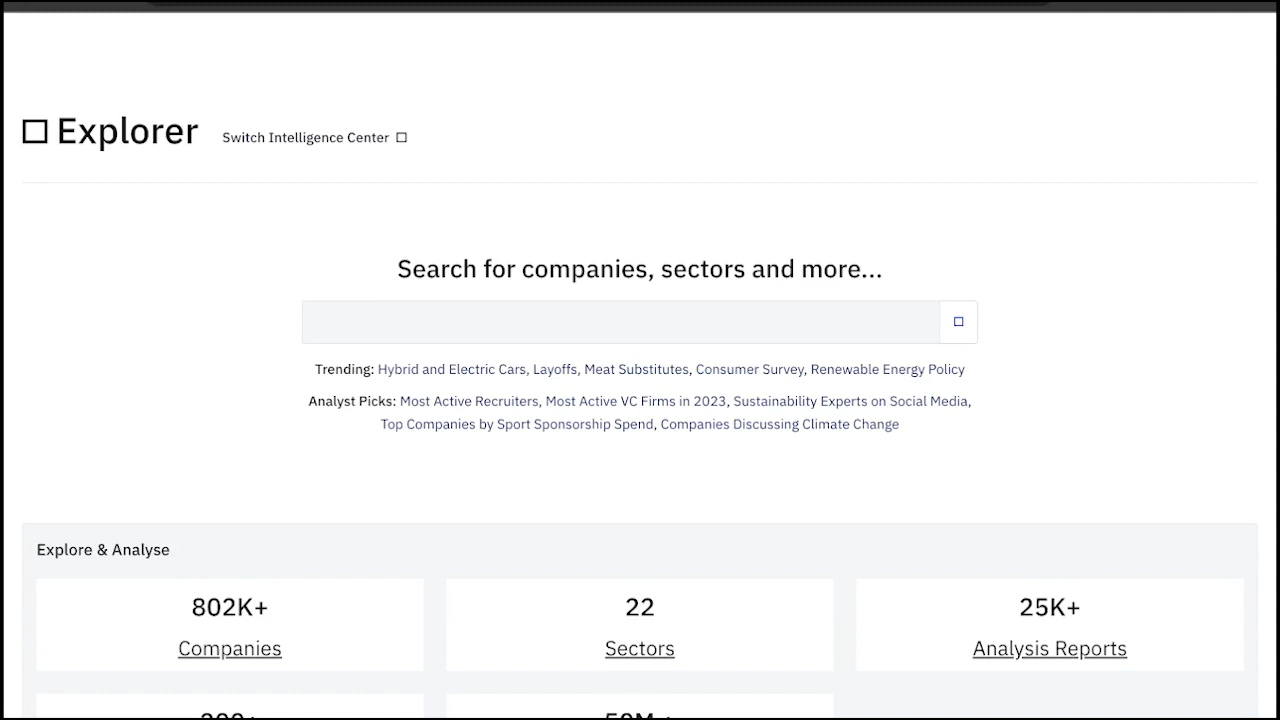 Explorer
Switch Intelligence Center
Search for companies, sectors and more...
Trending: Hybrid and Electric Cars, Layoffs, Meat Substitutes, Consumer Survey, Renewable Energy Policy
Analyst Picks: Most Active Recruiters, Most Active VC Firms in 2023, Sustainability Experts on Social Media,
Top Companies by Sport Sponsorship Spend, Companies Discussing Climate Change
Explore & Analyse
802K+
22
25K+
Companies
Sectors
Analysis Reports